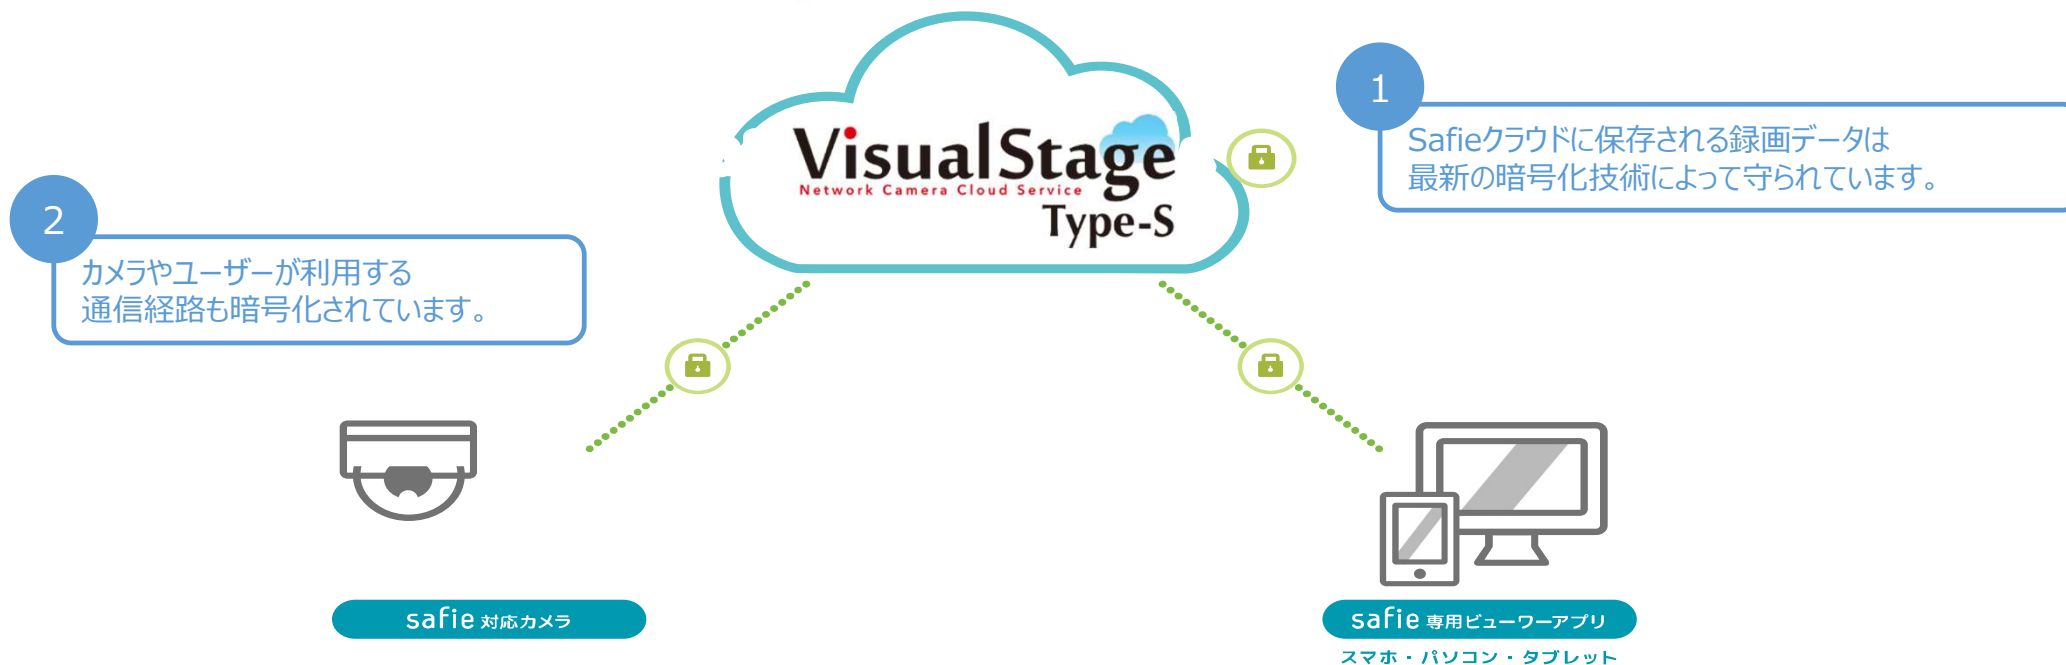 1
Safieクラウドに保存される録画データは
最新の暗号化技術によって守られています。
VisualStage
Network Camera Cloud Service
Type-S
2
カメラやユーザーが利用する
通信経路も暗号化されています。
safie 対応カメラ
safie 専用ビューワーアプリ
スマホ・パソコン・タブレット